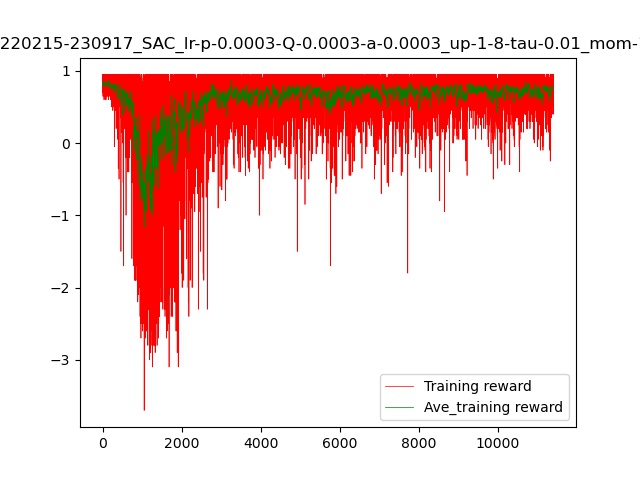 220215-230917_SAC_lr-p-0.0003-Q-0.0003-a-0.0003_up-1-8-tau-0.01_mom-
1
0
−1
−2
−3
0 2000 4000 6000 8000 10000
Training reward
Ave_training reward